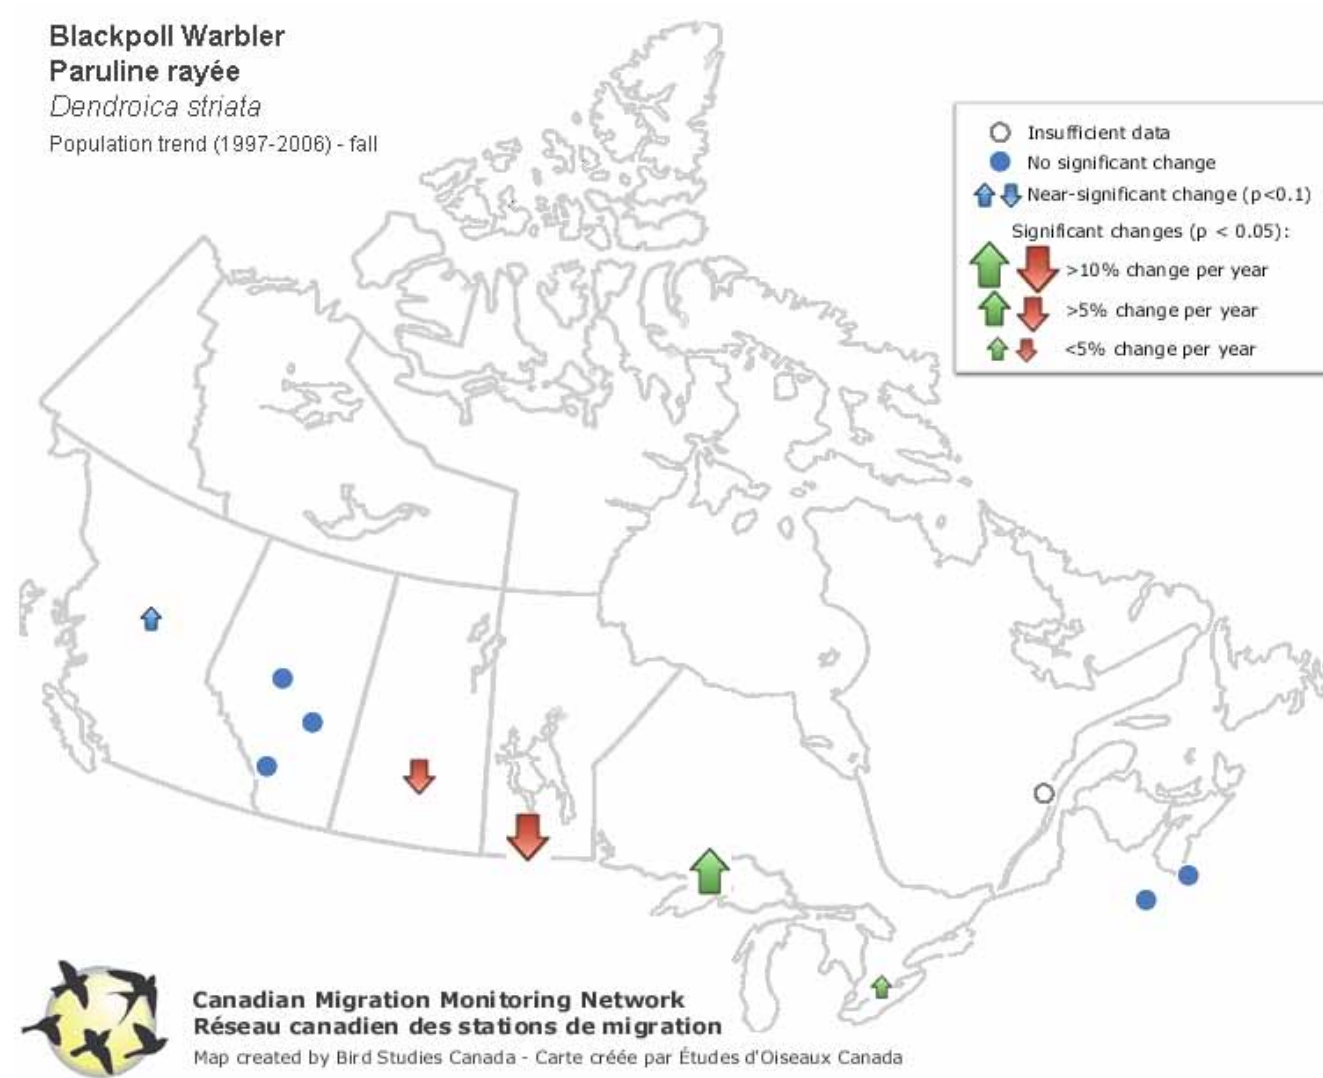 Blackpoll Warbler
Paruline rayée
Dendroica striata
Population trend (1997-2006) - fall
Insufficient data
No significant change
Near-significant change (p<0.1)
Significant changes (p < 0.05):
>10% change per year
>5% change per year
<5% change per year
Canadian Migration Monitoring Network
Réseau canadien des stations de migration
Map created by Bird Studies Canada - Carte créée par Études d'Oiseaux Canada